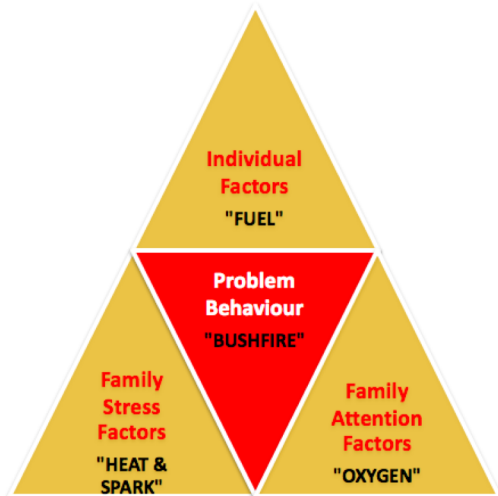 Individual
Factors
"FUEL"
Problem
Behaviour
"BUSHFIRE"
Family
Stress
Factors
"HEAT &
SPARK"
Family
Attention
Factors
"OXYGEN"